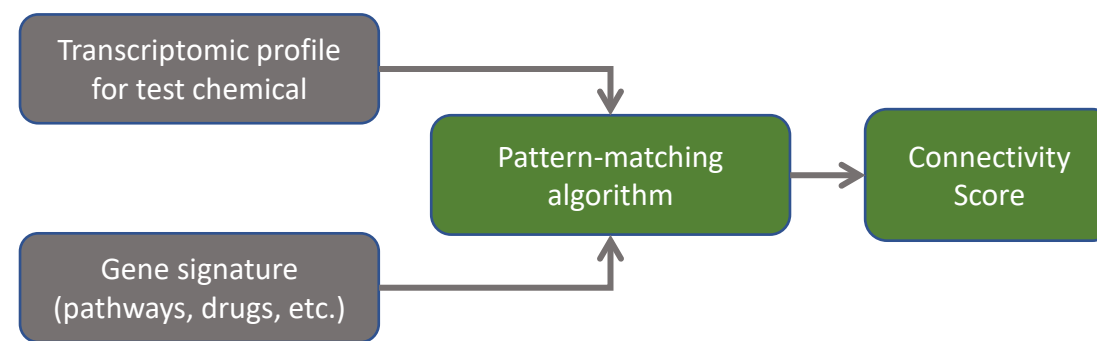 Transcriptomic profile
for test chemical
Pattern-matching
algorithm
Connectivity
Score
Gene signature
(pathways, drugs, etc.)